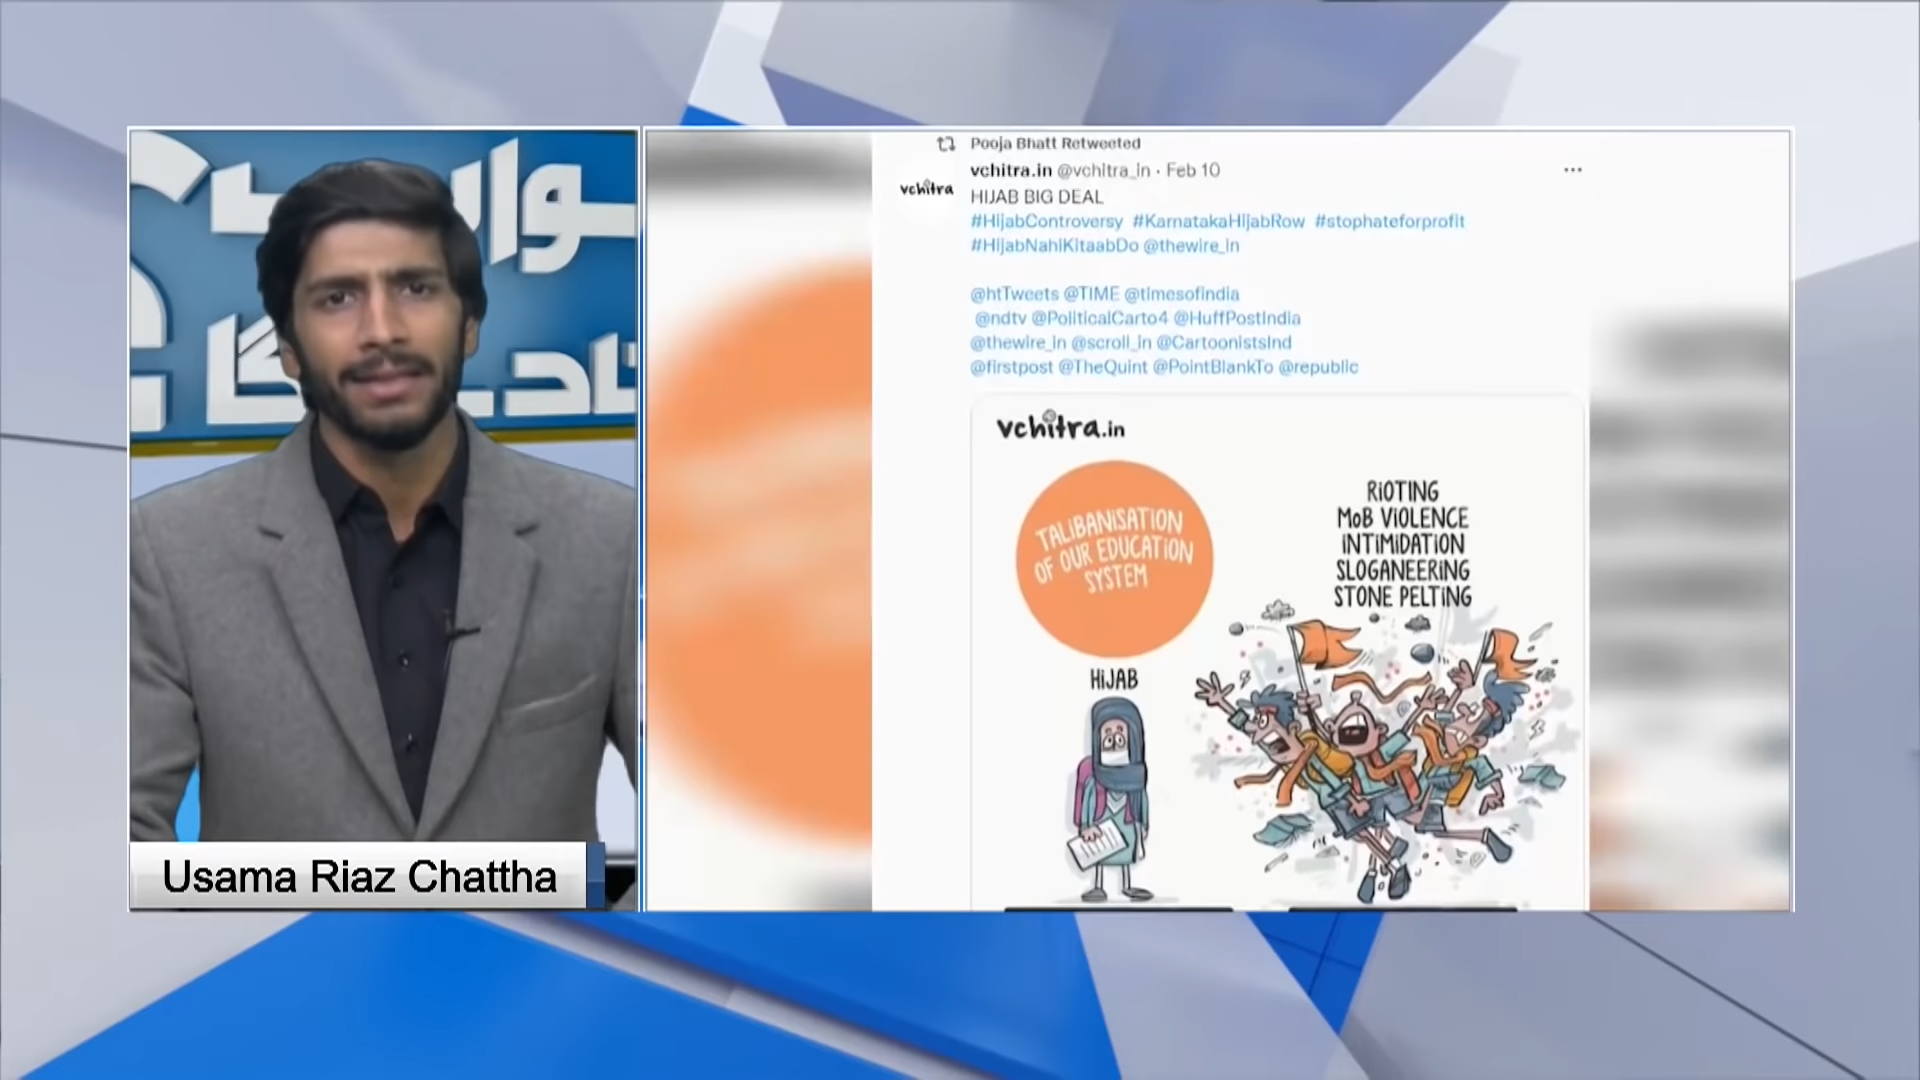 Pooja Bhatt Retweeted
vchitra.in @vchitra_in · Feb 10
vchitra
HIJAB BIG DEAL
#HijabControversy #KarnatakaHijabRow #stophateforprofit
#HijabNahiKitaabDo @thewire_in
@htTweets @TIME @timesofindia
@ndtv @PoliticalCarto4 @HuffPostIndia
@thewire_in @scroll_in @CartoonistsInd
@firstpost @TheQuint @PointBlankTo @republic
vchitra.in
TALIBANISATION
OF OUR EDUCATION
SYSTEM
HiJAB
RiOTING
MoB ViOLENCE
iNTiMiDATiON
SLOGANEERiNG
STONE PELTiNG
Usama Riaz Chattha